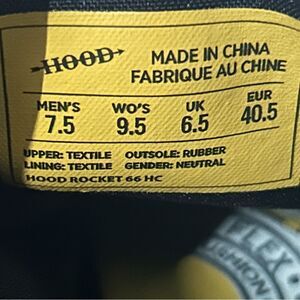 HOOD
MADE IN CHINA
FABRIQUE AU CHINE
MEN'S WO'S UK EUR
7.5 9.5 6.5 40.5
UPPER: TEXTILE OUTSOLE: RUBBER
LINING: TEXTILE GENDER: NEUTRAL
HOOD ROCKET 66 HC
FLEX